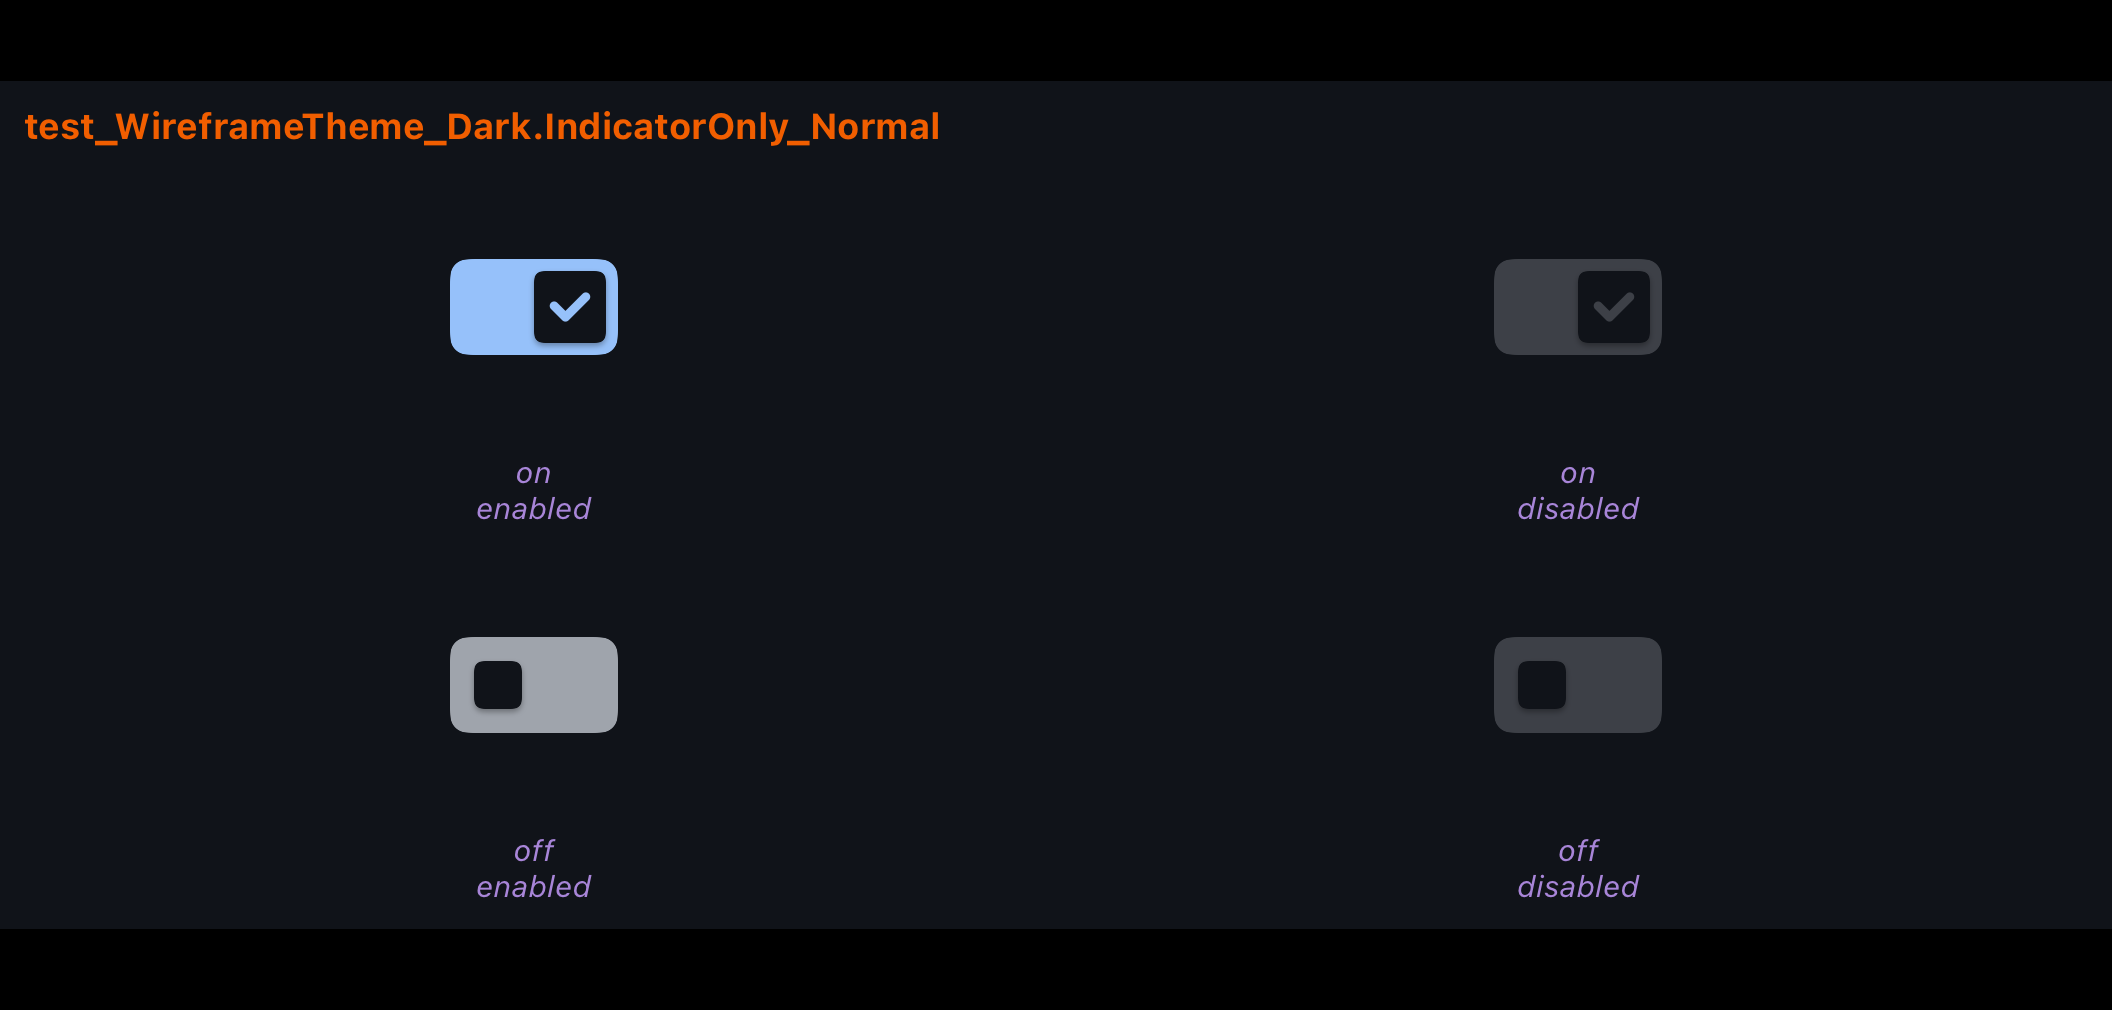 test_WireframeTheme_Dark.IndicatorOnly_Normal
on
enabled
on
disabled
off
enabled
off
disabled